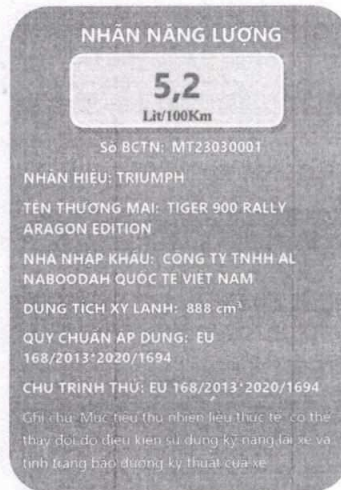 NHÃN NĂNG LƯỢNG
5,2
Lít/100Km
Số BCTN: MT23030001
NHÃN HIỆU: TRIUMPH
TÊN THƯƠNG MẠI: TIGER 900 RALLY
ARAGON EDITION
NHÀ NHẬP KHẨU: CÔNG TY TNHH AL
NABOODAH QUỐC TẾ VIỆT NAM
DUNG TÍCH XY LANH: 888 cm³
QUY CHUẨN ÁP DỤNG: EU
168/2013*2020/1694
CHU TRÌNH THỬ: EU 168/2013*2020/1694
Ghi chú: Mức tiêu thụ nhiên liệu thực tế có thể
thay đổi do điều kiện sử dụng kỹ năng lái xe và
tình trạng bảo dưỡng kỹ thuật của xe